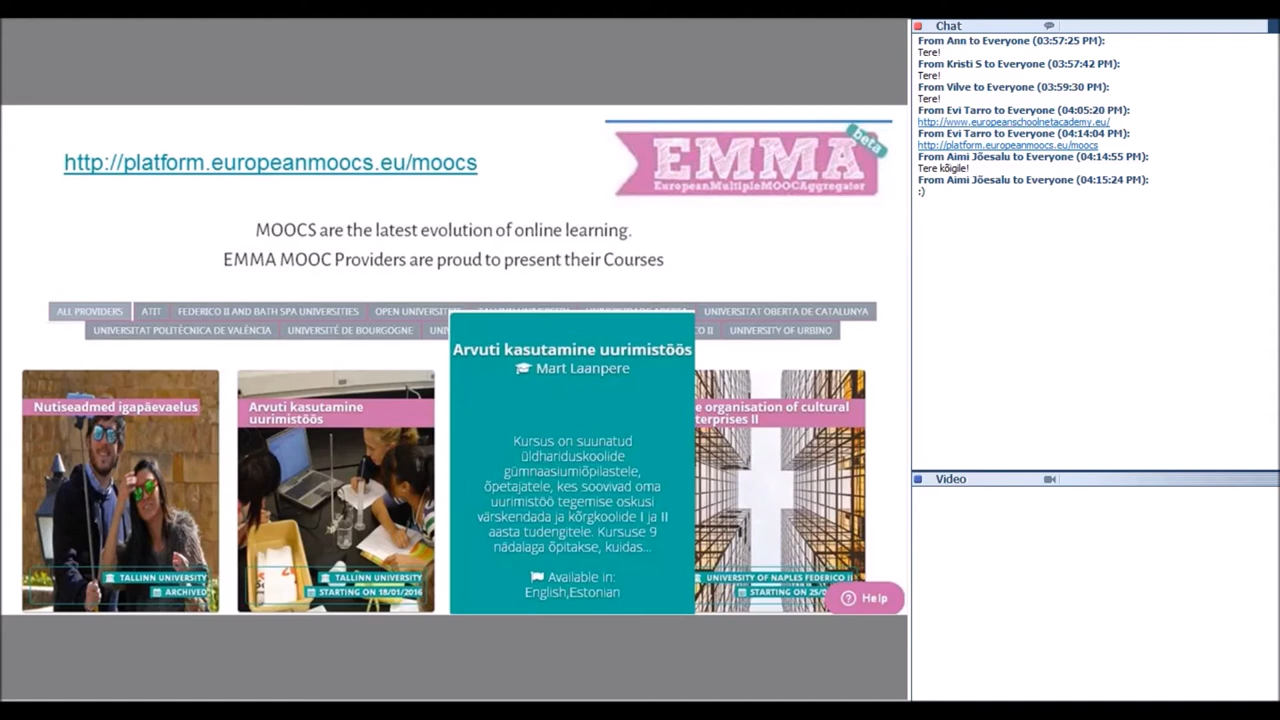 http://platform.europeanmoocs.eu/moocs
EMMA
beta
EuropeanMultipleMOOCAggregator
MOOCS are the latest evolution of online learning.
EMMA MOOC Providers are proud to present their Courses
ALL PROVIDERS ATIT FEDERICO II AND BATH SPA UNIVERSITIES OPEN UNIVERSITEIT UNIVERSITAT OBERTA DE CATALUNYA
UNIVERSITAT POLITÈCNICA DE VALÈNCIA UNIVERSITÉ DE BOURGOGNE II UNIVERSITY OF URBINO
Nutiseadmed igapäevaelus
TALLINN UNIVERSITY
ARCHIVED
Arvuti kasutamine
uurimistöös
TALLINN UNIVERSITY
STARTING ON 18/01/2016
Arvuti kasutamine uurimistöös
Mart Laanpere
Kursus on suunatud
üldhariduskoolide
gümnaasiumiõpilastele,
õpetajatele, kes soovivad oma
uurimistöö tegemise oskusi
värskendada ja kõrgkoolide I ja II
aasta tudengitele. Kursuse 9
nädalaga õpitakse, kuidas...
Available in:
English,Estonian
e organisation of cultural
terprises II
UNIVERSITY OF NAPLES FEDERICO II
STARTING ON 25/0
Help
Chat
From Ann to Everyone (03:57:25 PM):
Tere!
From Kristi S to Everyone (03:57:42 PM):
Tere!
From Vilve to Everyone (03:59:30 PM):
Tere!
From Evi Tarro to Everyone (04:05:20 PM):
http://www.europeanschoolnetacademy.eu/
From Evi Tarro to Everyone (04:14:04 PM):
http://platform.europeanmoocs.eu/moocs
From Aimi Jõesalu to Everyone (04:14:55 PM):
Tere kõigile!
From Aimi Jõesalu to Everyone (04:15:24 PM):
:)
Video